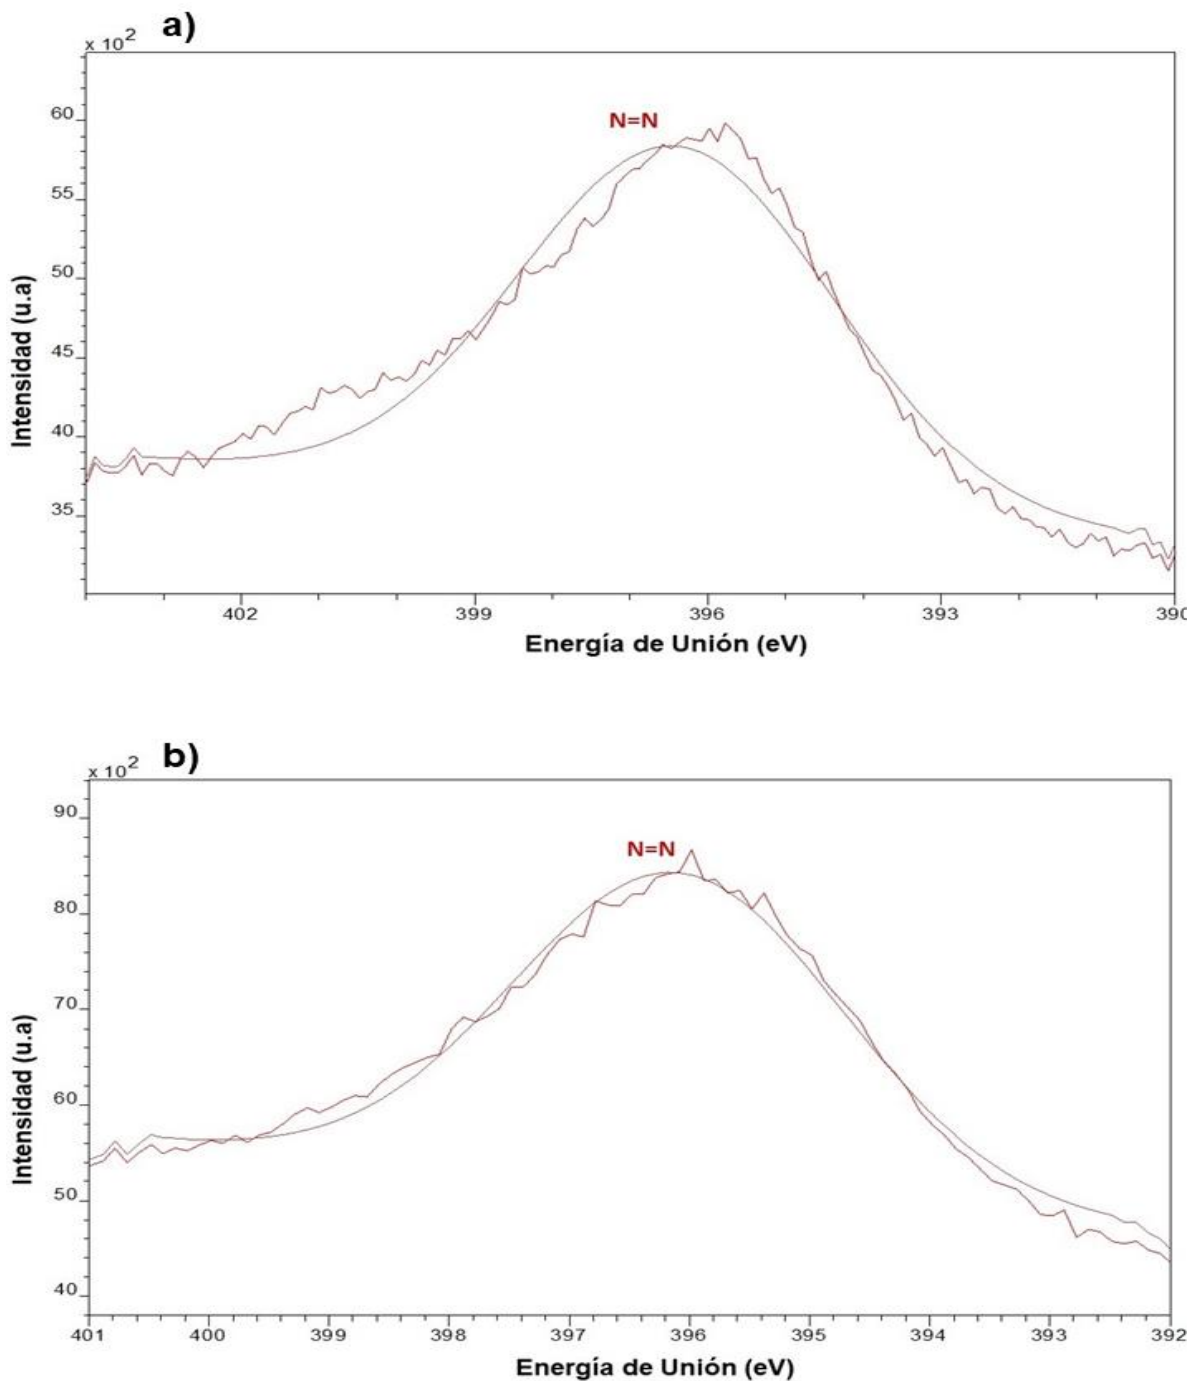 a)
x 10²
N=N
60
55
50
45
40
35
Intensidad (u.a)
402 399 396 393 390
Energía de Unión (eV)
b)
x 10²
N=N
90
80
70
60
50
40
Intensidad (u.a)
401 400 399 398 397 396 395 394 393 392
Energía de Unión (eV)